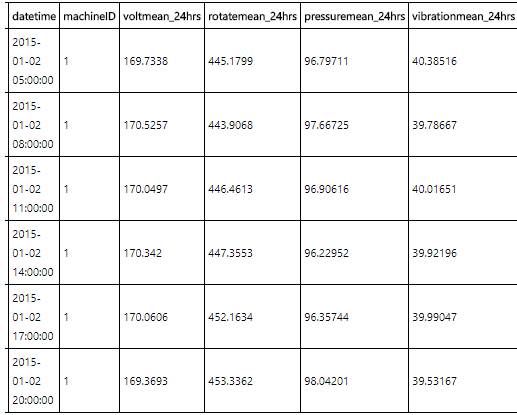 datetime machineID voltmean_24hrs rotatemean_24hrs pressuremean_24hrs vibrationmean_24hrs
2015-
01-02
05:00:00
1 169.7338 445.1799 96.79711 40.38516
2015-
01-02
08:00:00
1 170.5257 443.9068 97.66725 39.78667
2015-
01-02
11:00:00
1 170.0497 446.4613 96.90616 40.01651
2015-
01-02
14:00:00
1 170.342 447.3553 96.22952 39.92196
2015-
01-02
17:00:00
1 170.0606 452.1634 96.35744 39.99047
2015-
01-02
20:00:00
1 169.3693 453.3362 98.04201 39.53167